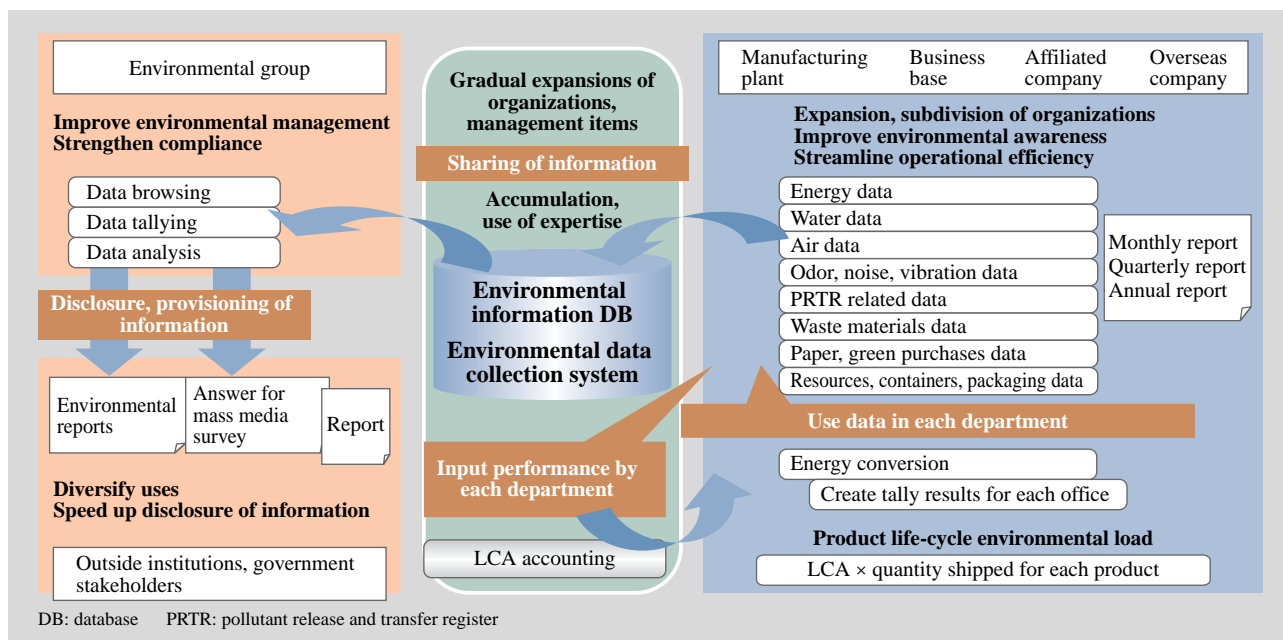 Environmental group
Improve environmental management
Strengthen compliance
Data browsing
Data tallying
Data analysis
Disclosure, provisioning of
information
Environmental
reports
Answer for
mass media
survey
Report
Diversify uses
Speed up disclosure of information
Outside institutions, government
stakeholders
Gradual expansions of
organizations,
management items
Sharing of information
Accumulation,
use of expertise
Environmental
information DB
Environmental data
collection system
Input performance by
each department
LCA accounting
Manufacturing
plant
Business
base
Affiliated
company
Overseas
company
Expansion, subdivision of organizations
Improve environmental awareness
Streamline operational efficiency
Energy data
Water data
Air data
Odor, noise, vibration data
PRTR related data
Waste materials data
Paper, green purchases data
Resources, containers, packaging data
Monthly report
Quarterly report
Annual report
Use data in each department
Energy conversion
Create tally results for each office
Product life-cycle environmental load
LCA × quantity shipped for each product
DB: database PRTR: pollutant release and transfer register